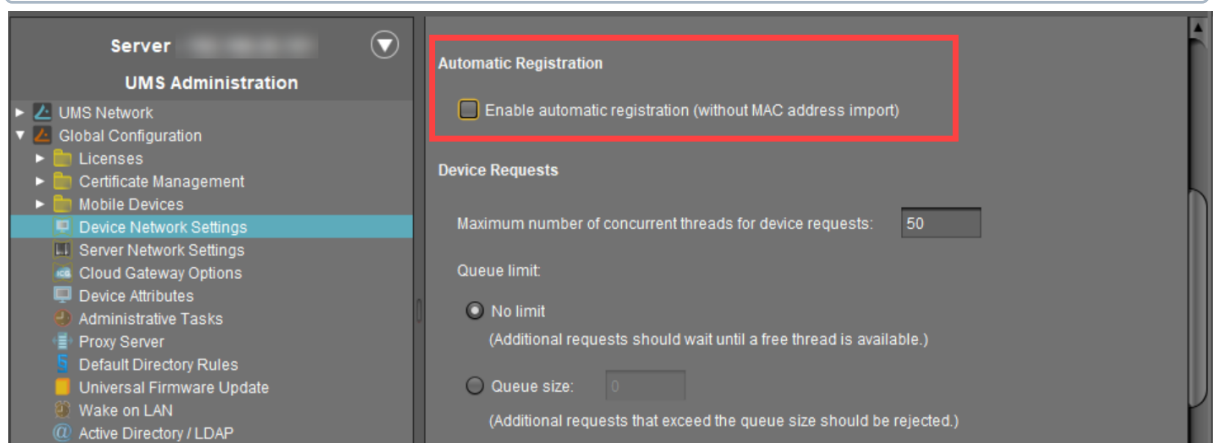 Server
UMS Administration
UMS Network
Global Configuration
Licenses
Certificate Management
Mobile Devices
Device Network Settings
Server Network Settings
Cloud Gateway Options
Device Attributes
Administrative Tasks
Proxy Server
Default Directory Rules
Universal Firmware Update
Wake on LAN
Active Directory / LDAP
Automatic Registration
Enable automatic registration (without MAC address import)
Device Requests
Maximum number of concurrent threads for device requests: 50
Queue limit:
No limit
(Additional requests should wait until a free thread is available.)
Queue size: 0
(Additional requests that exceed the queue size should be rejected.)